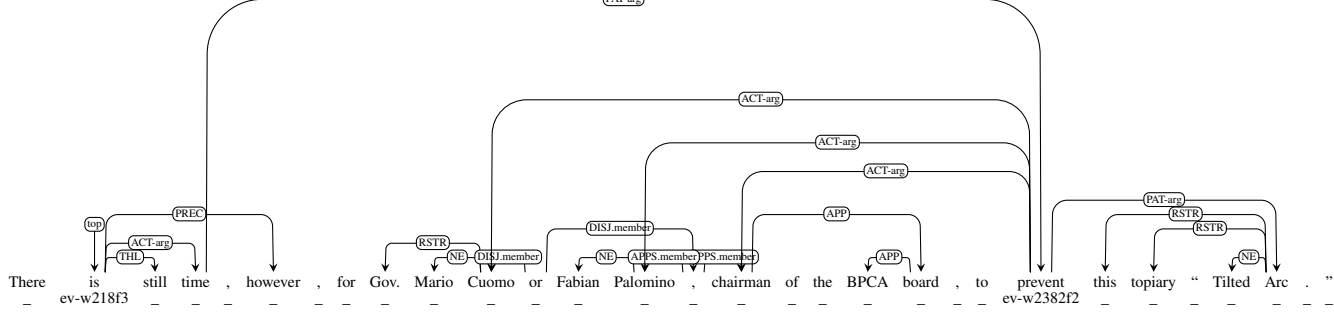 PAT-arg
ACT-arg
ACT-arg
ACT-arg
PAT-arg
top PREC APP RSTR
DISJ.member RSTR
ACT-arg RSTR
THL NE DISJ.member NE APPS.member PPS.member APP NE
There is still time , however , for Gov. Mario Cuomo or Fabian Palomino , chairman of the BPCA board , to prevent this topiary “ Tilted Arc . ”
_ ev-w218f3 _ _ _ _ _ _ _ _ _ _ _ _ _ _ _ _ _ _ _ _ ev-w2382f2 _ _ _ _ _ _ _